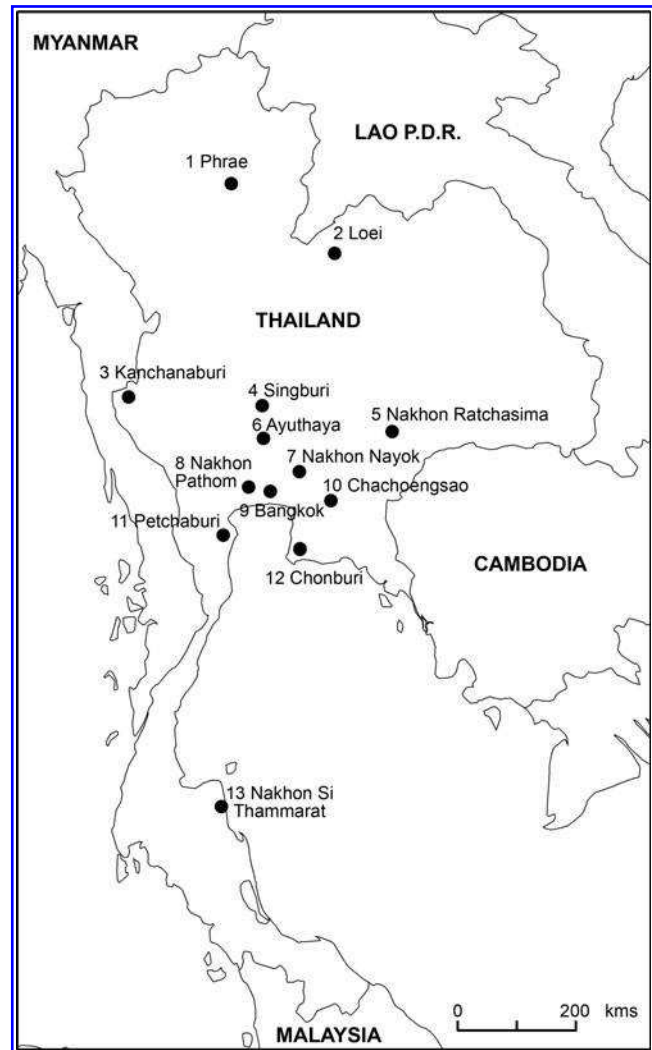 MYANMAR
LAO P.D.R.
1 Phrae
2 Loei
THAILAND
3 Kanchanaburi
4 Singburi
5 Nakhon Ratchasima
6 Ayuthaya
7 Nakhon Nayok
8 Nakhon
Pathom
10 Chachoengsao
9 Bangkok
11 Petchaburi
12 Chonburi
CAMBODIA
13 Nakhon Si
Thammarat
0 200 kms
MALAYSIA